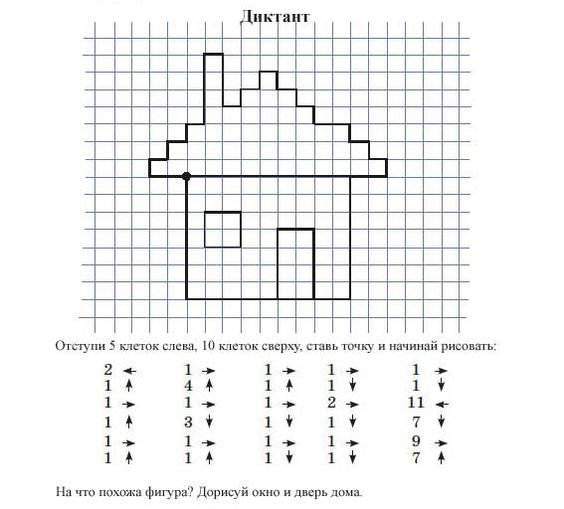 Диктант
Отступи 5 клеток слева, 10 клеток сверху, ставь точку и начинай рисовать:
2 ← 1 → 1 → 1 → 1 →
1 ↑ 4 ↑ 1 ↑ 1 ↓ 1 ↓
1 → 1 → 1 → 2 → 11 ←
1 ↑ 3 ↓ 1 ↓ 1 ↓ 7 ↓
1 → 1 → 1 → 1 → 9 →
1 ↑ 1 ↑ 1 ↓ 1 ↓ 7 ↑
На что похожа фигура? Дорисуй окно и дверь дома.